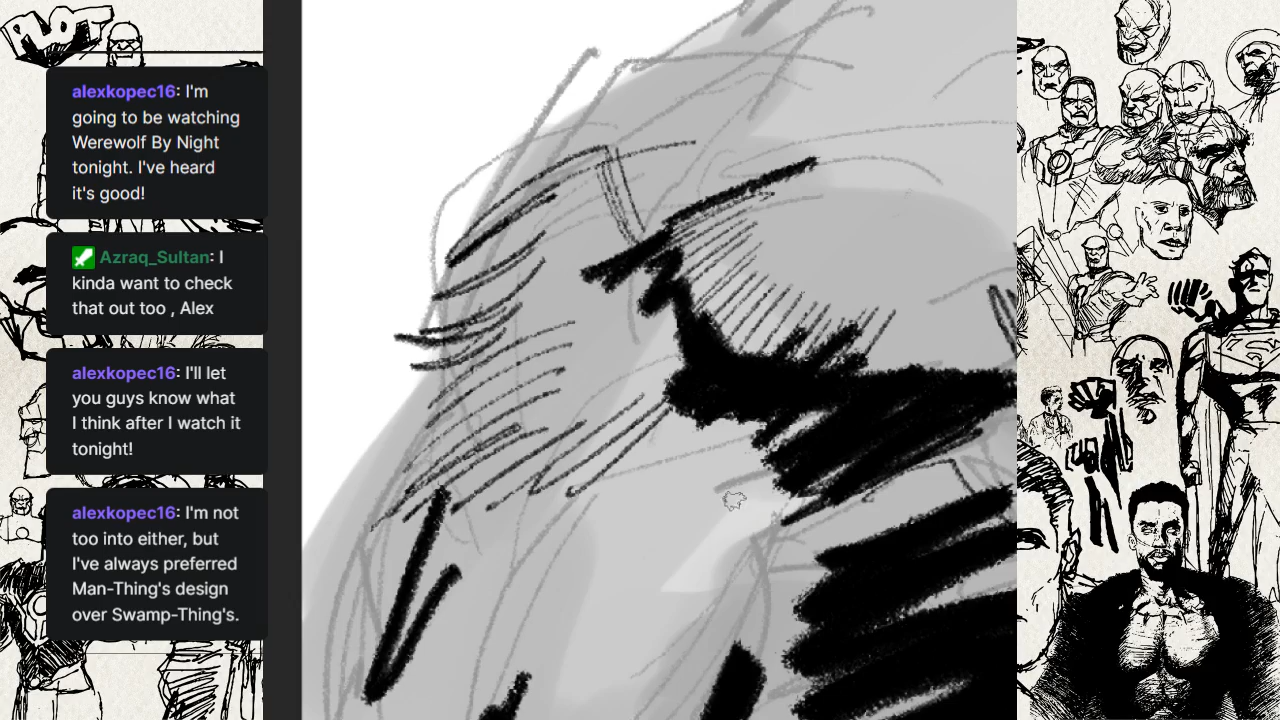 PLOT
alexkopec16: I'm
going to be watching
Werewolf By Night
tonight. I've heard
it's good!
Azraq_Sultan: I
kinda want to check
that out too , Alex
alexkopec16: I'll let
you guys know what
I think after I watch it
tonight!
alexkopec16: I'm not
too into either, but
I've always preferred
Man-Thing's design
over Swamp-Thing's.